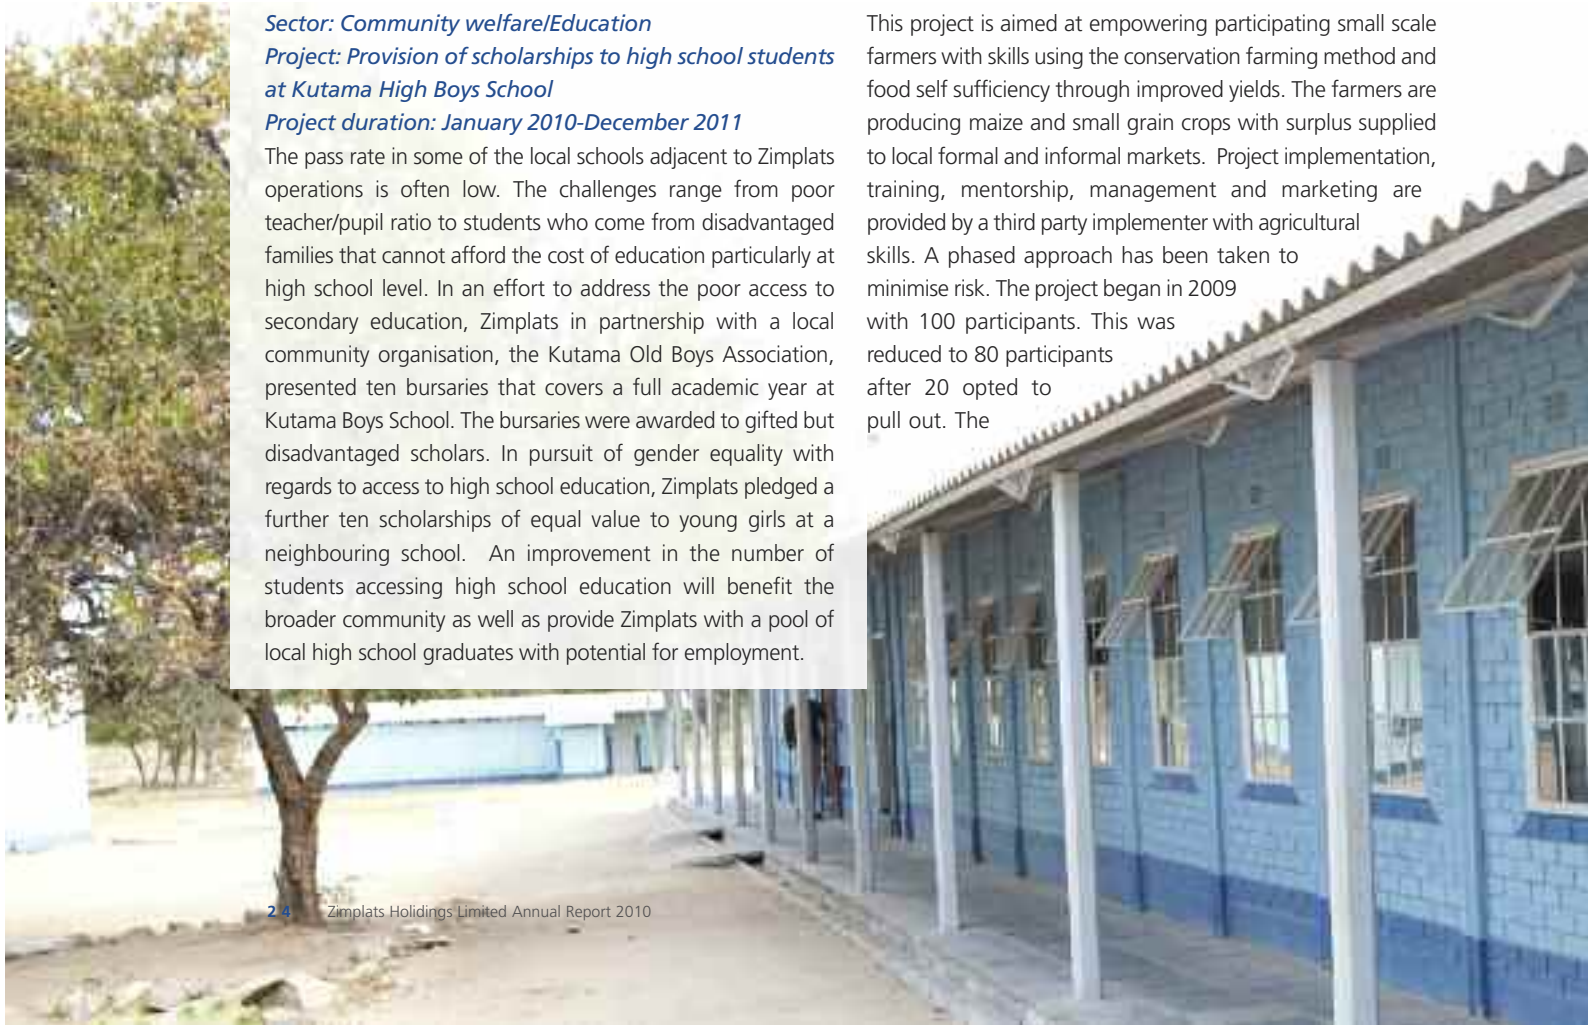 Sector: Community welfare/Education
Project: Provision of scholarships to high school students
at Kutama High Boys School
Project duration: January 2010-December 2011
The pass rate in some of the local schools adjacent to Zimplats
operations is often low. The challenges range from poor
teacher/pupil ratio to students who come from disadvantaged
families that cannot afford the cost of education particularly at
high school level. In an effort to address the poor access to
secondary education, Zimplats in partnership with a local
community organisation, the Kutama Old Boys Association,
presented ten bursaries that covers a full academic year at
Kutama Boys School. The bursaries were awarded to gifted but
disadvantaged scholars. In pursuit of gender equality with
regards to access to high school education, Zimplats pledged a
further ten scholarships of equal value to young girls at a
neighbouring school. An improvement in the number of
students accessing high school education will benefit the
broader community as well as provide Zimplats with a pool of
local high school graduates with potential for employment.
This project is aimed at empowering participating small scale
farmers with skills using the conservation farming method and
food self sufficiency through improved yields. The farmers are
producing maize and small grain crops with surplus supplied
to local formal and informal markets. Project implementation,
training, mentorship, management and marketing are
provided by a third party implementer with agricultural
skills. A phased approach has been taken to
minimise risk. The project began in 2009
with 100 participants. This was
reduced to 80 participants
after 20 opted to
pull out. The
24 Zimplats Holidings Limited Annual Report 2010